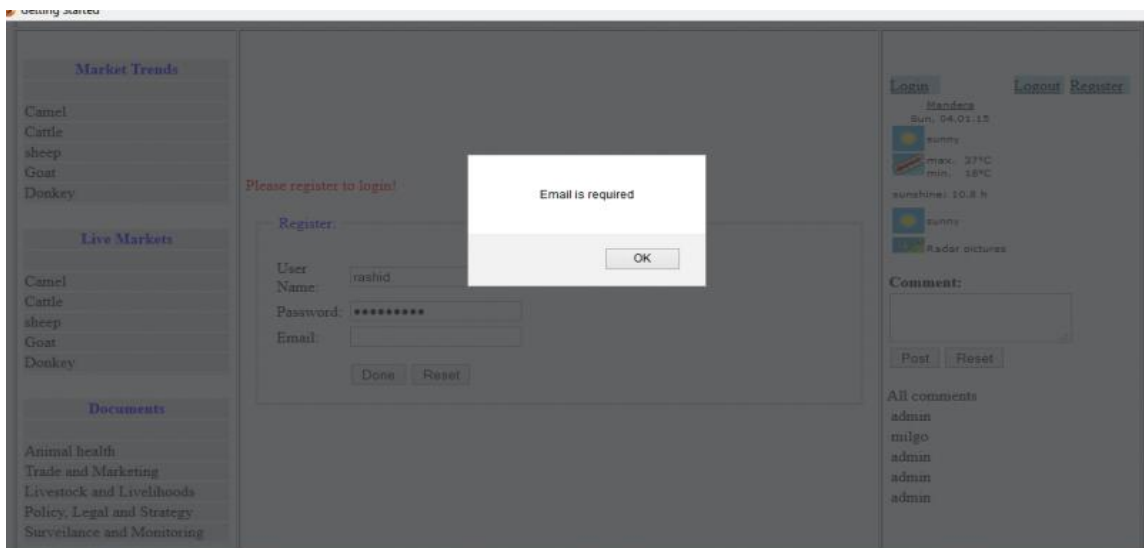 Getting Started
Market Trends
Camel
Cattle
sheep
Goat
Donkey
Live Markets
Camel
Cattle
sheep
Goat
Donkey
Documents
Animal health
Trade and Marketing
Livestock and Livelihoods
Policy, Legal and Strategy
Surveilance and Monitoring
Please register to login!
Register:
User Name: rashid
Password: •••••••••
Email:
Done Reset
Email is required
OK
Login Logout Register
Mandera
Sun, 04.01.15
sunny
max. 37°C
min. 18°C
sunshine: 10.8 h
sunny
Radar pictures
Comment:
Post Reset
All comments
admin
milgo
admin
admin
admin